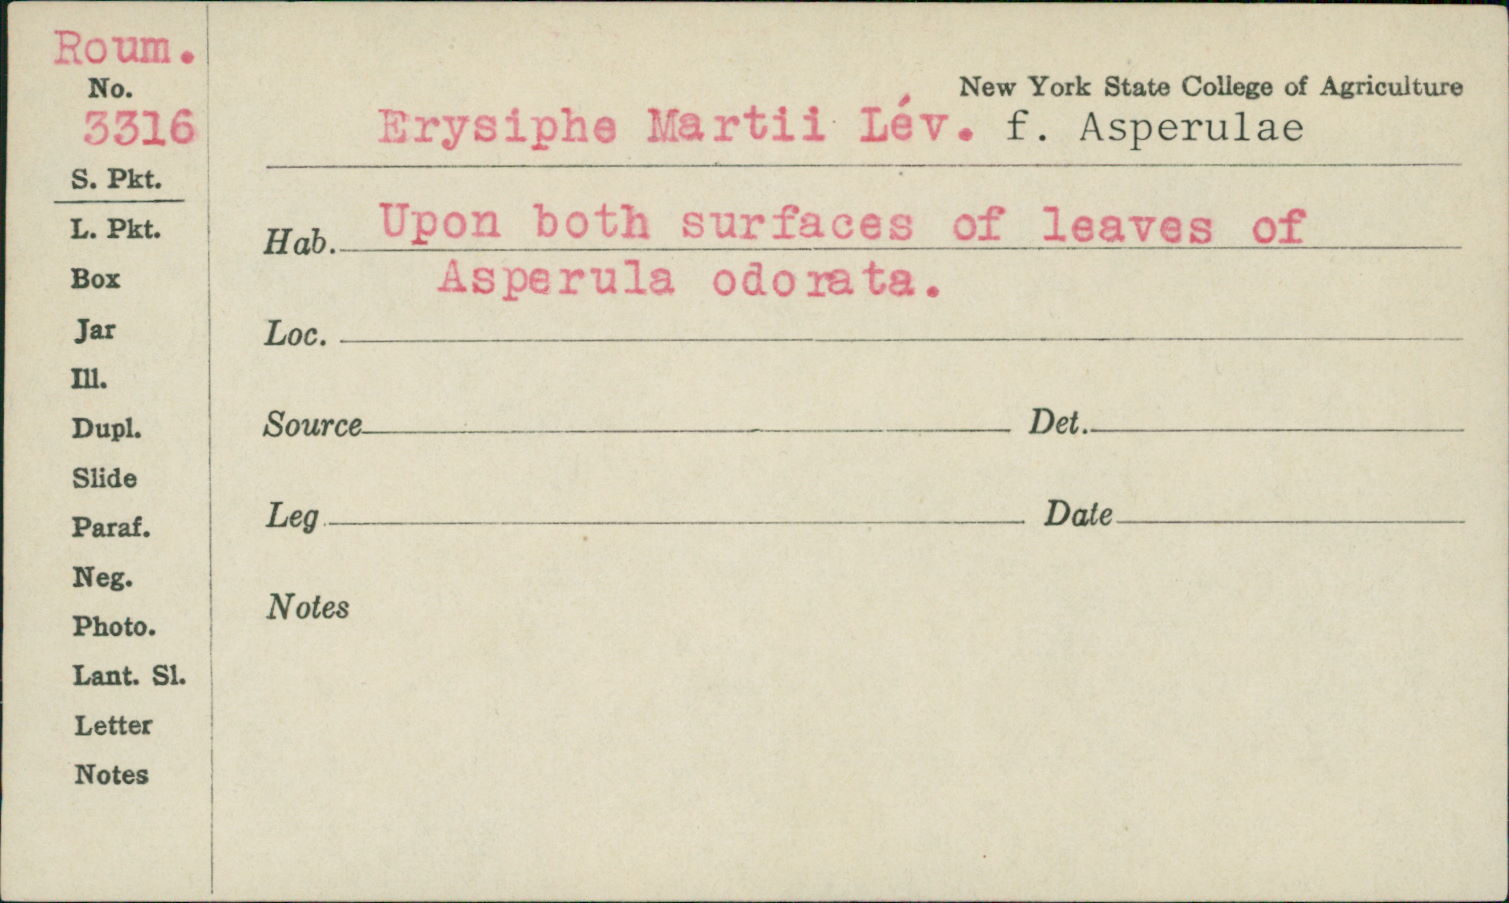 Roum.
No.
3316
S. Pkt.
L. Pkt.
Box
Jar
Ill.
Dupl.
Slide
Paraf.
Neg.
Photo.
Lant. Sl.
Letter
Notes
New York State College of Agriculture
Erysiphe Martii Lév. f. Asperulae
Hab. Upon both surfaces of leaves of
Asperula odorata.
Loc.
Source Det.
Leg Date
Notes